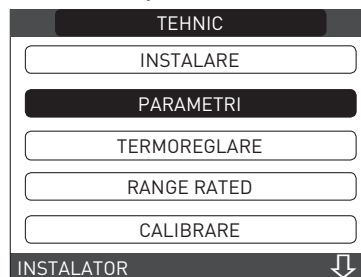 TEHNIC
INSTALARE
PARAMETRI
TERMOREGLARE
RANGE RATED
CALIBRARE
INSTALATOR